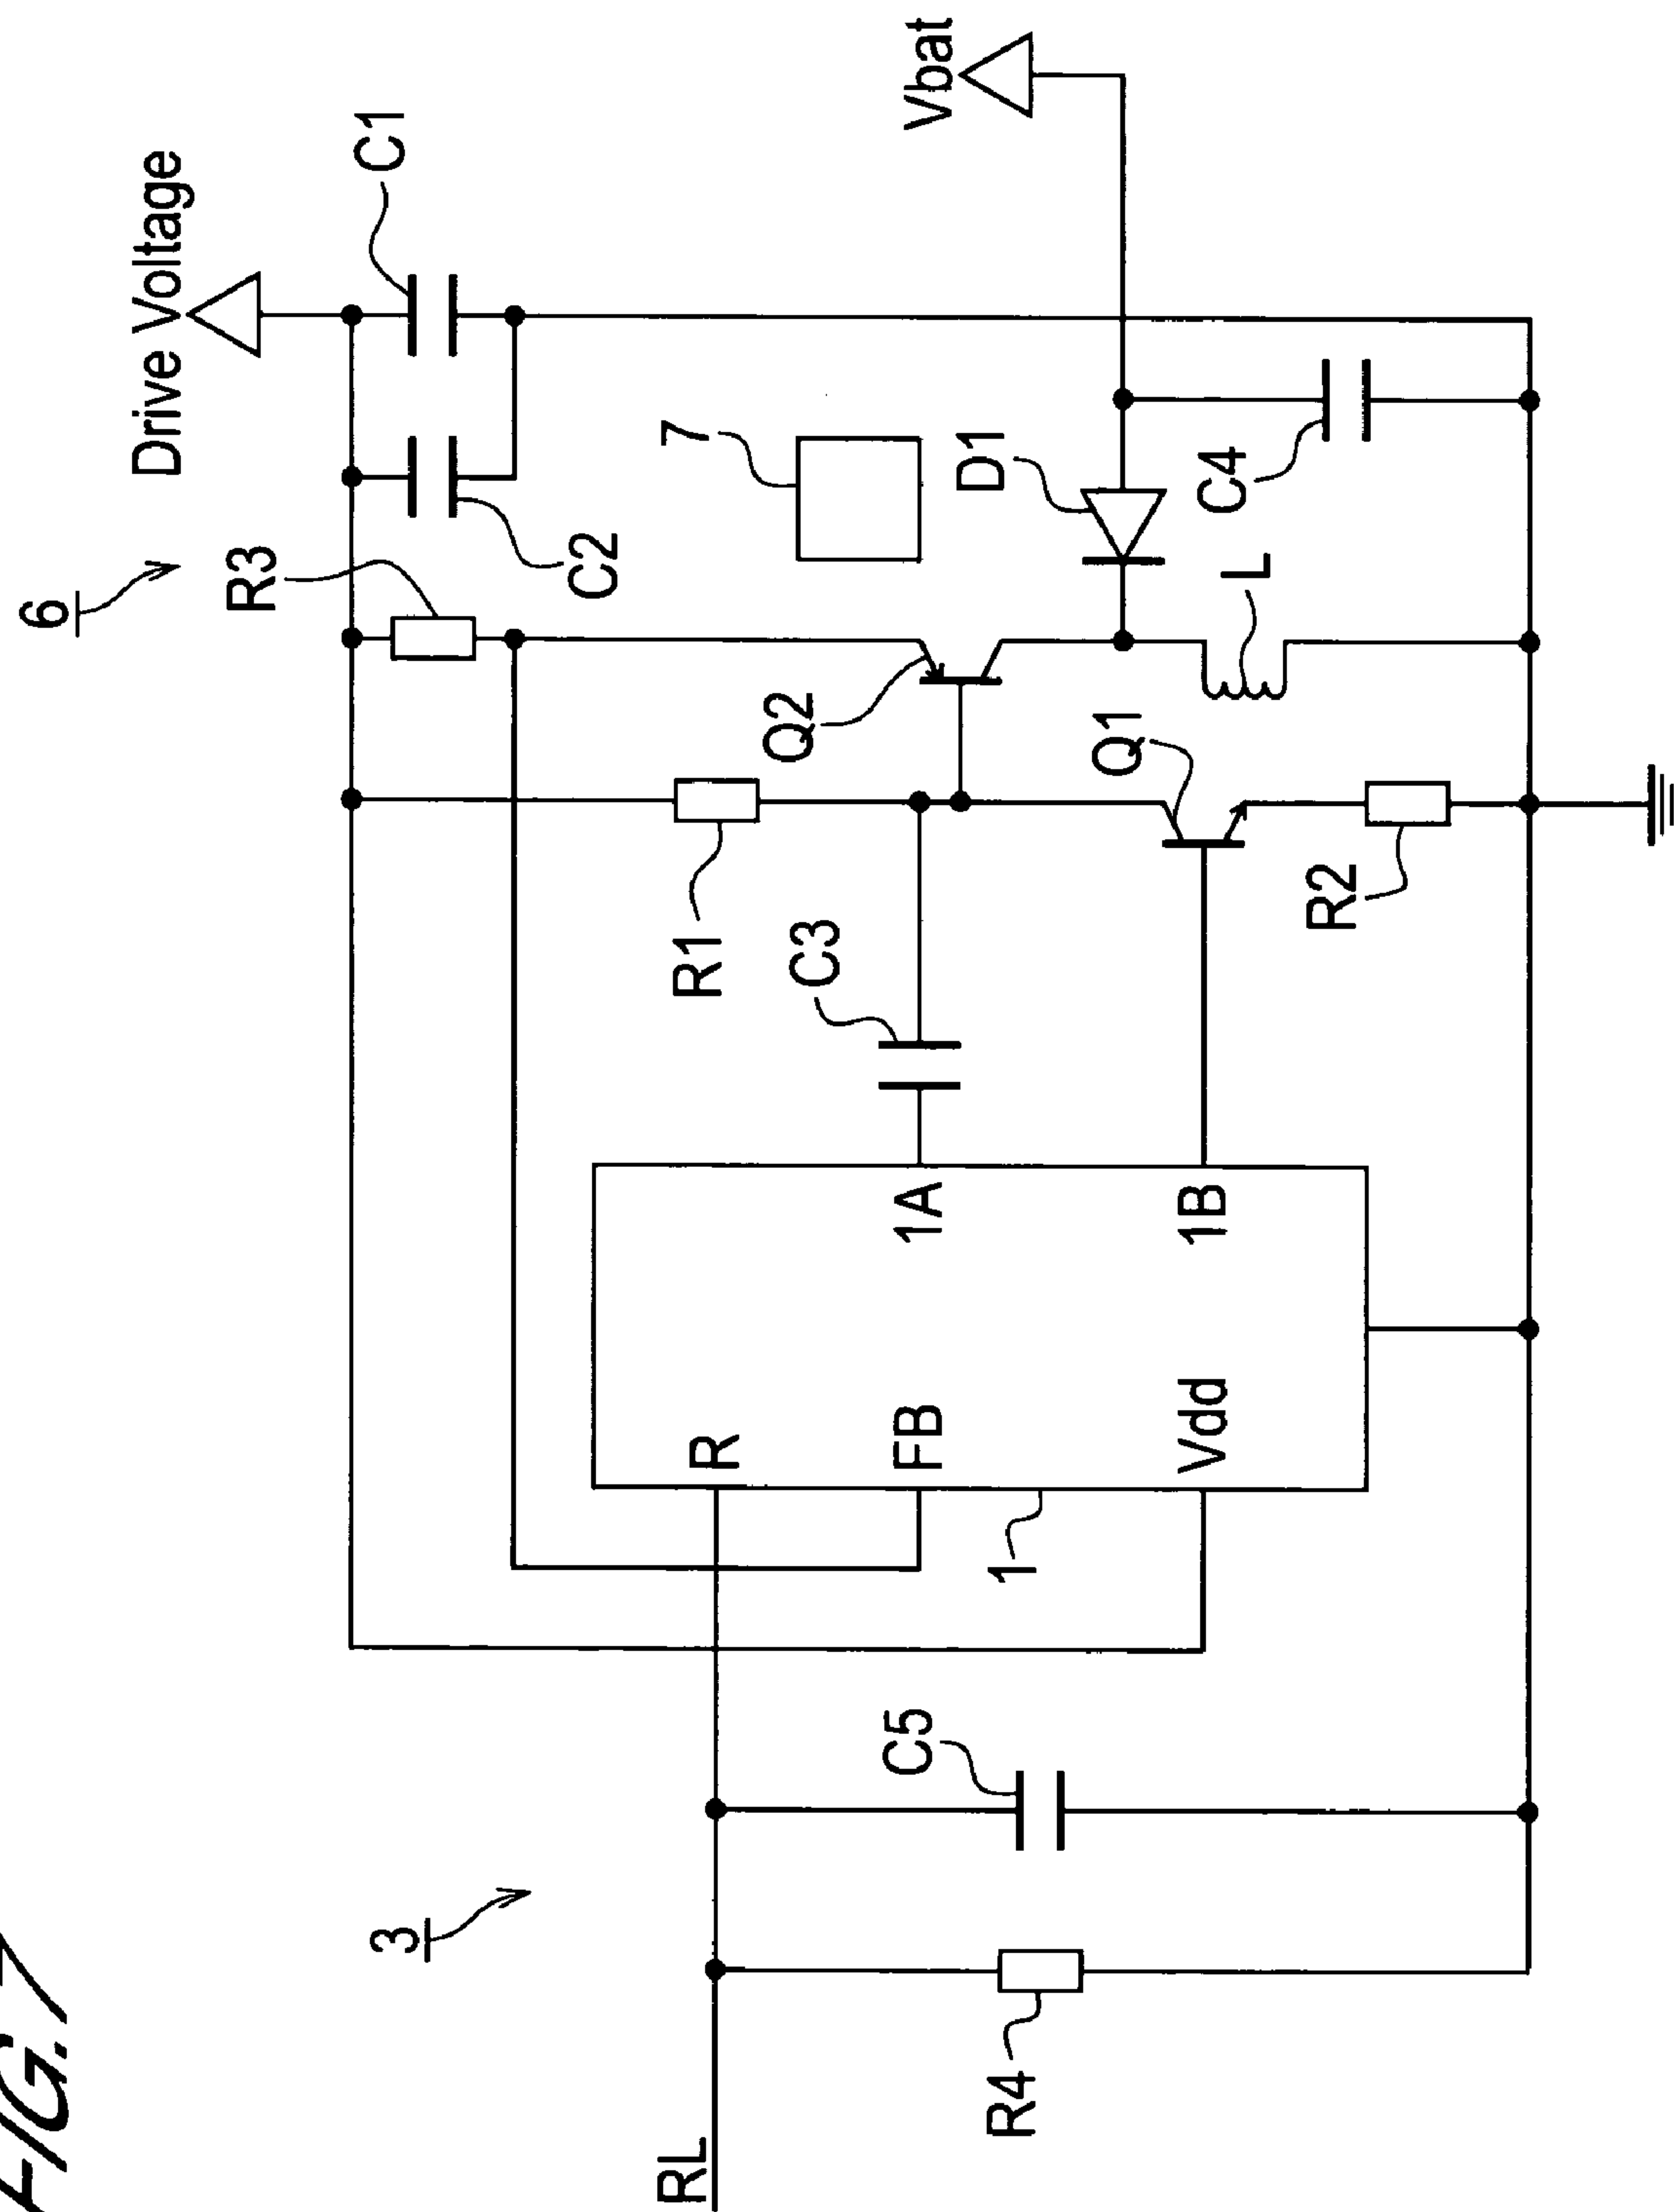 FIG. 7
6
Drive Voltage
R3
C1
C2
3
7
R1
Q2
C3
Vbat
D1
Q1
C4
L
R2
RL
R
FB
Vdd
1
1A
1B
C5
R4